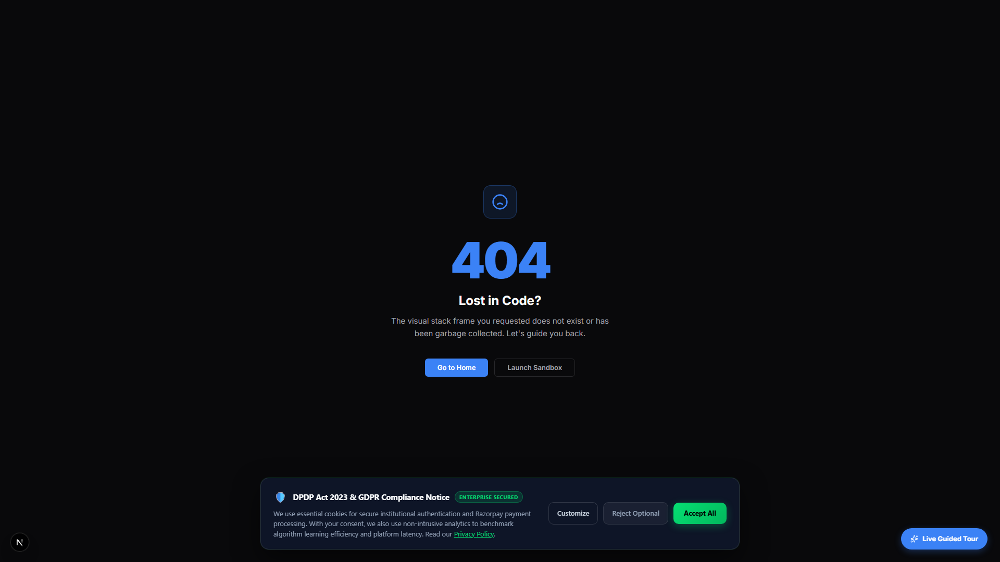 404
Lost in Code?
The visual stack frame you requested does not exist or has
been garbage collected. Let's guide you back.
Go to Home
Launch Sandbox
DPDP Act 2023 & GDPR Compliance Notice
ENTERPRISE SECURED
We use essential cookies for secure institutional authentication and Razorpay payment
processing. With your consent, we also use non-intrusive analytics to benchmark
algorithm learning efficiency and platform latency. Read our Privacy Policy.
Customize
Reject Optional
Accept All
N
Live Guided Tour